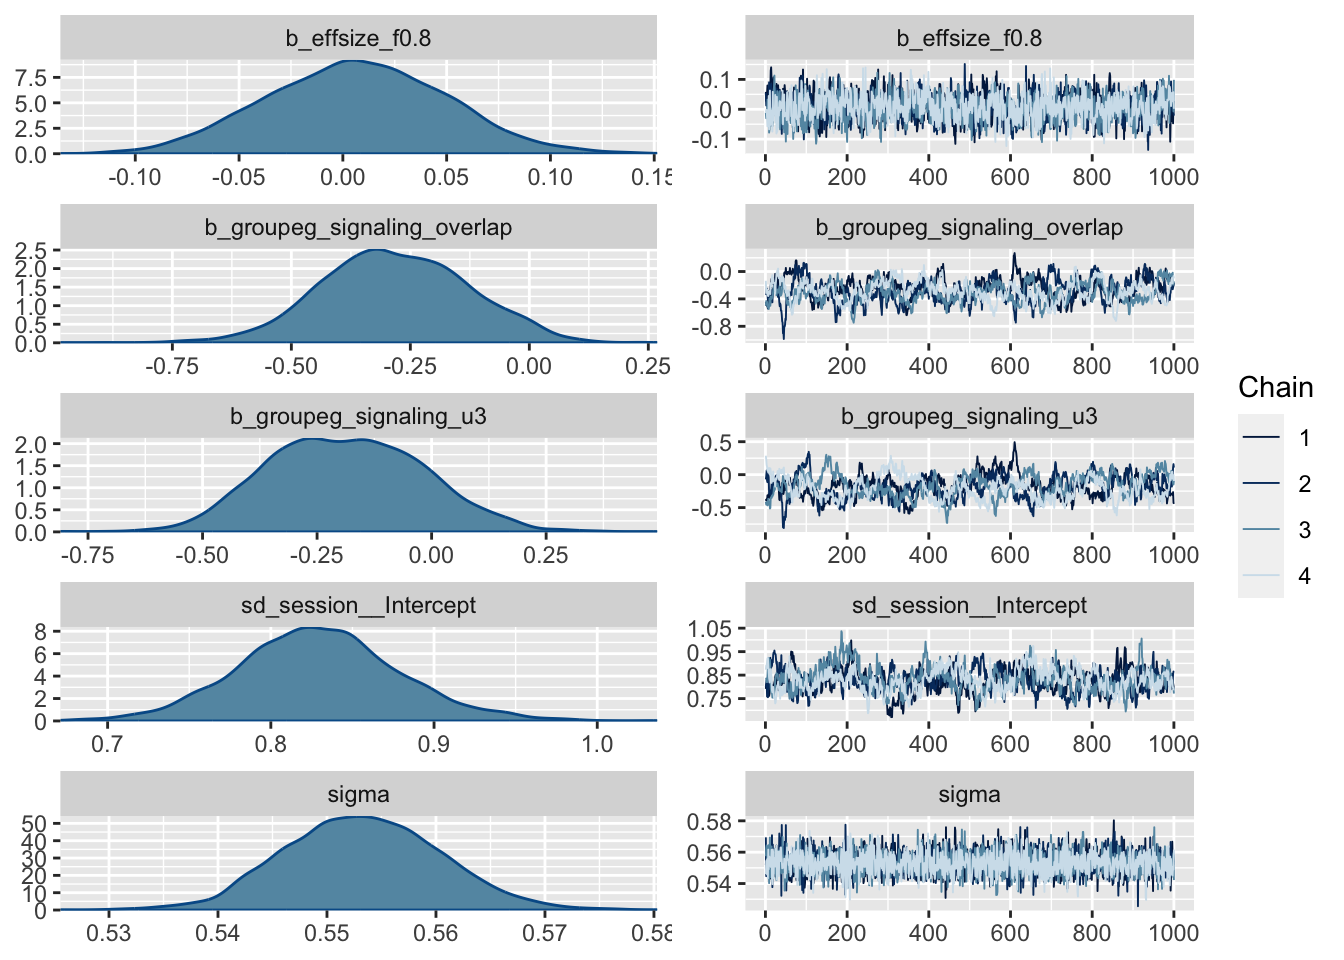 b_effsize_f0.8
7.5
5.0
2.5
0.0
-0.10 -0.05 0.00 0.05 0.10 0.15
b_effsize_f0.8
0.1
0.0
-0.1
0 200 400 600 800 1000
b_groupeg_signaling_overlap
2.5
2.0
1.5
1.0
0.5
0.0
-0.75 -0.50 -0.25 0.00 0.25
b_groupeg_signaling_overlap
0.0
-0.4
-0.8
0 200 400 600 800 1000
b_groupeg_signaling_u3
2.0
1.5
1.0
0.5
0.0
-0.75 -0.50 -0.25 0.00 0.25
b_groupeg_signaling_u3
0.5
0.0
-0.5
0 200 400 600 800 1000
sd_session__Intercept
8
6
4
2
0
0.7 0.8 0.9 1.0
sd_session__Intercept
1.05
0.95
0.85
0.75
0 200 400 600 800 1000
sigma
50
40
30
20
10
0
0.53 0.54 0.55 0.56 0.57 0.58
sigma
0.58
0.56
0.54
0 200 400 600 800 1000
Chain
1
2
3
4